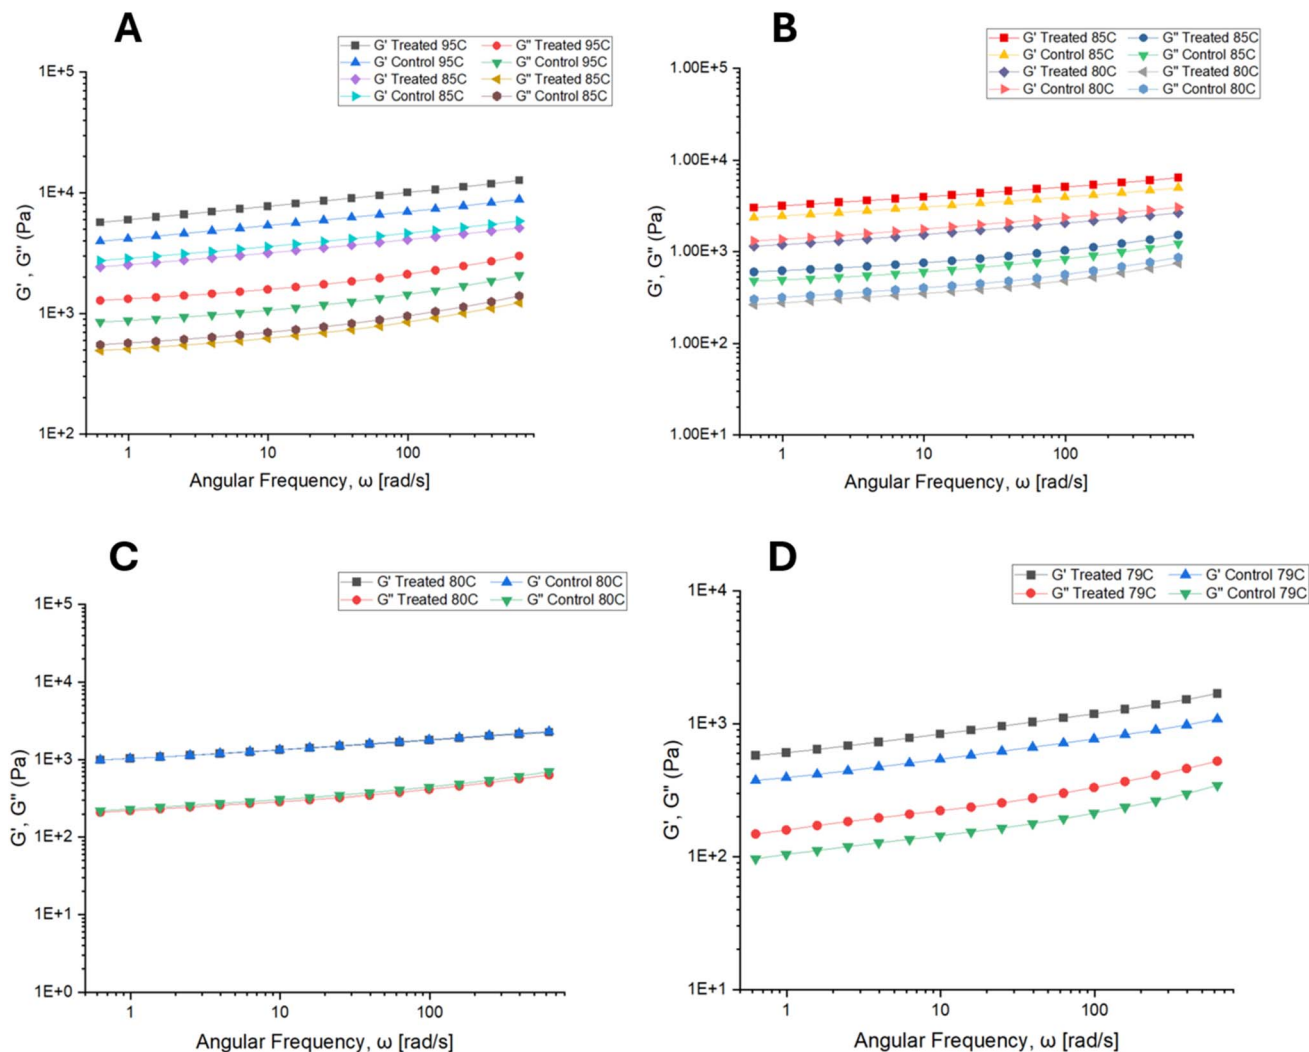 A
G' Treated 95C G" Treated 95C
G' Control 95C G" Control 95C
G' Treated 85C G" Treated 85C
G' Control 85C G" Control 85C
1E+5
1E+4
1E+3
1E+2
G', G" (Pa)
1 10 100
Angular Frequency, ω [rad/s]
B
G' Treated 85C G" Treated 85C
G' Control 85C G" Control 85C
G' Treated 80C G" Treated 80C
G' Control 80C G" Control 80C
1.00E+5
1.00E+4
1.00E+3
1.00E+2
1.00E+1
G', G" (Pa)
1 10 100
Angular Frequency, ω [rad/s]
C
G' Treated 80C G' Control 80C
G" Treated 80C G" Control 80C
1E+5
1E+4
1E+3
1E+2
1E+1
1E+0
G', G" (Pa)
1 10 100
Angular Frequency, ω [rad/s]
D
G' Treated 79C G' Control 79C
G" Treated 79C G" Control 79C
1E+4
1E+3
1E+2
1E+1
G', G" (Pa)
1 10 100
Angular Frequency, ω [rad/s]